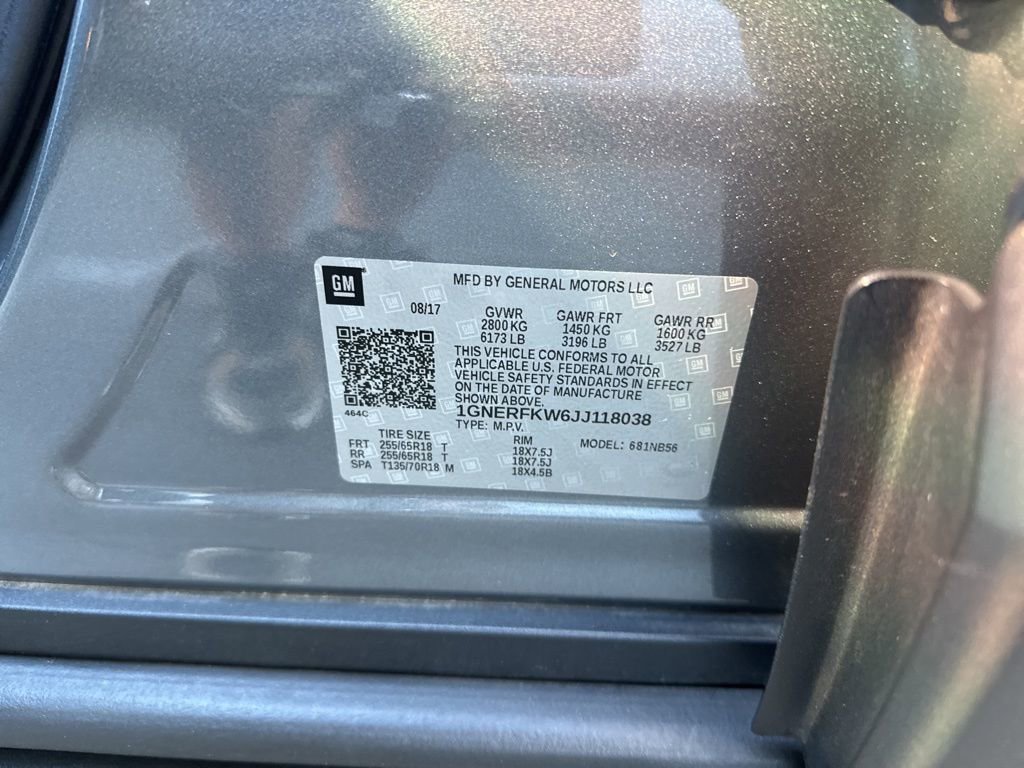 GM
MFD BY GENERAL MOTORS LLC
08/17 GVWR GAWR FRT GAWR RR
2800 KG 1450 KG 1600 KG
6173 LB 3196 LB 3527 LB
THIS VEHICLE CONFORMS TO ALL
APPLICABLE U.S. FEDERAL MOTOR
VEHICLE SAFETY STANDARDS IN EFFECT
ON THE DATE OF MANUFACTURE
SHOWN ABOVE.
464C
1GNERFKW6JJ118038
TYPE: M.P.V.
TIRE SIZE RIM MODEL: 681NB56
FRT 255/65R18 T 18X7.5J
RR 255/65R18 T 18X7.5J
SPA T135/70R18 M 18X4.5B